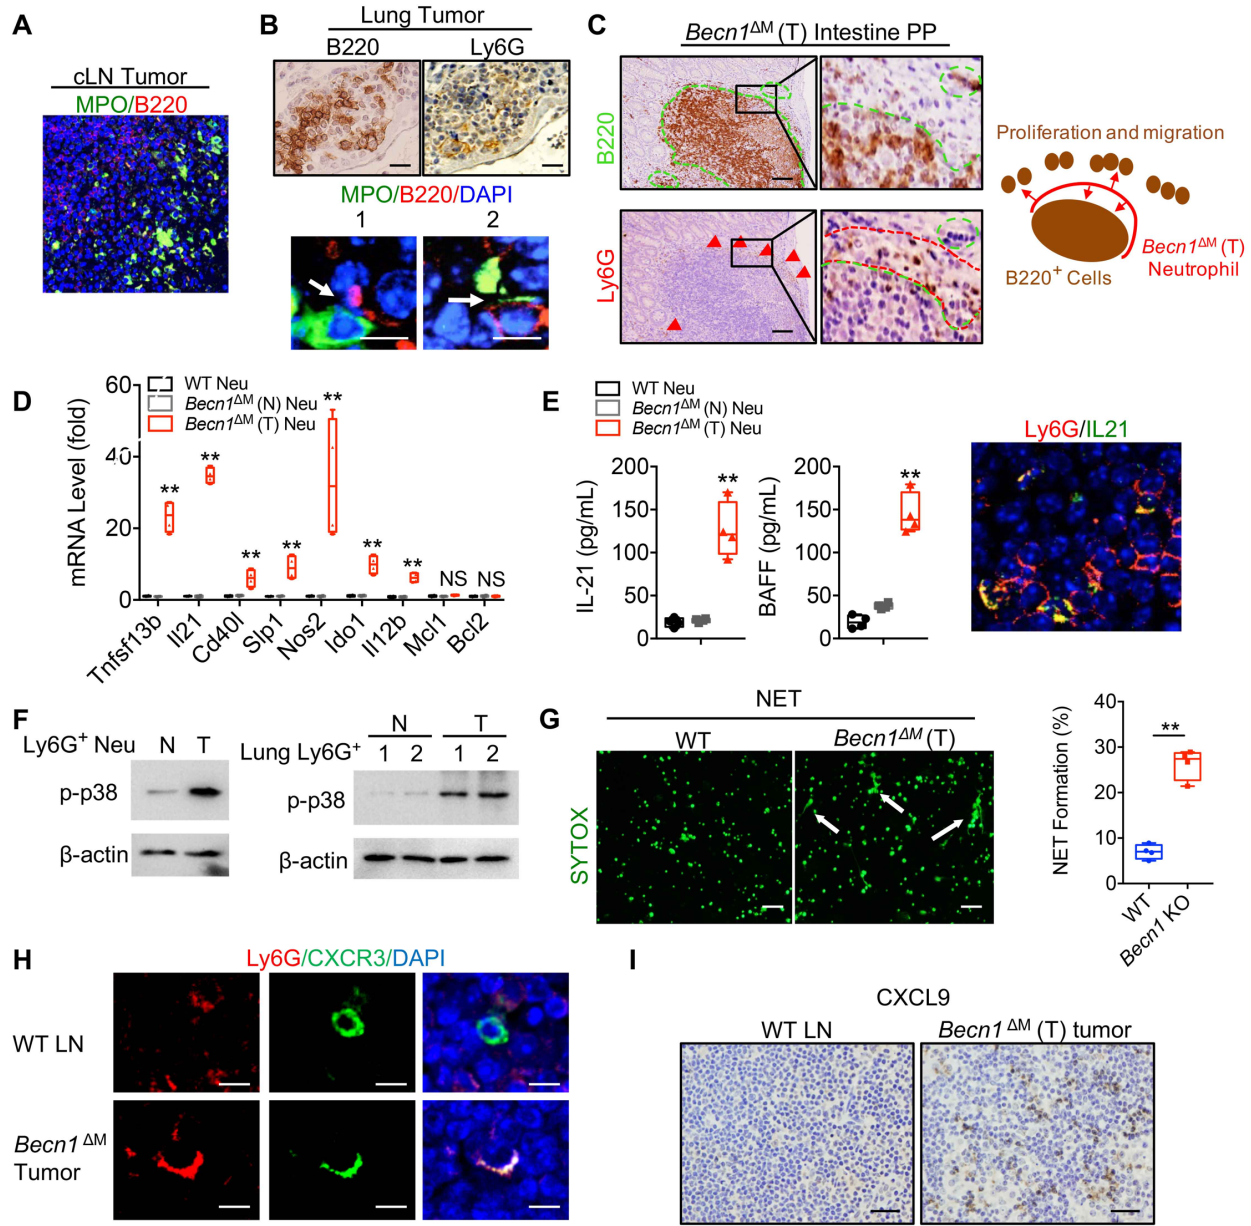 A
cLN Tumor
MPO/B220
B
Lung Tumor
B220
Ly6G
MPO/B220/DAPI
1
2
C
Becn1ΔM (T) Intestine PP
B220
Ly6G
Proliferation and migration
B220+ Cells
Becn1ΔM (T)
Neutrophil
D
WT Neu
Becn1ΔM (N) Neu
Becn1ΔM (T) Neu
mRNA Level (fold)
60
40
20
0
**
**
**
**
**
**
**
NS
NS
Tnfsf13b
Il21
Cd40l
Slp1
Nos2
Ido1
Il12b
Mcl1
Bcl2
E
WT Neu
Becn1ΔM (N) Neu
Becn1ΔM (T) Neu
IL-21 (pg/mL)
200
150
100
50
0
**
BAFF (pg/mL)
200
150
100
50
0
**
Ly6G/IL21
F
Ly6G+ Neu
N
T
p-p38
β-actin
N
T
Lung Ly6G+
1
2
1
2
p-p38
β-actin
G
NET
WT
Becn1ΔM (T)
SYTOX
NET Formation (%)
40
30
20
10
0
**
WT
Becn1 KO
H
Ly6G/CXCR3/DAPI
WT LN
Becn1 ΔM
Tumor
I
CXCL9
WT LN
Becn1 ΔM (T) tumor